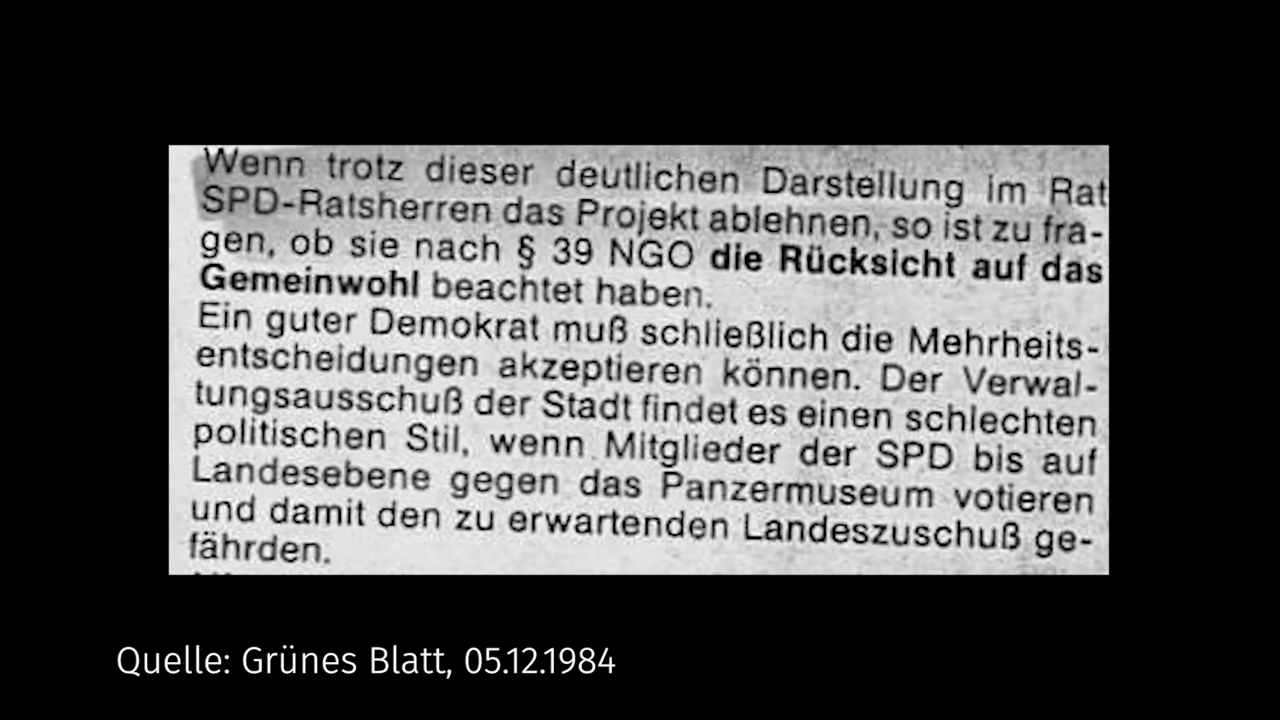 Wenn trotz dieser deutlichen Darstellung im Rat
SPD-Ratsherren das Projekt ablehnen, so ist zu fra-
gen, ob sie nach § 39 NGO die Rücksicht auf das
Gemeinwohl beachtet haben.
Ein guter Demokrat muß schließlich die Mehrheits-
entscheidungen akzeptieren können. Der Verwal-
tungsausschuß der Stadt findet es einen schlechten
politischen Stil, wenn Mitglieder der SPD bis auf
Landesebene gegen das Panzermuseum votieren
und damit den zu erwartenden Landeszuschuß ge-
fährden.
Quelle: Grünes Blatt, 05.12.1984